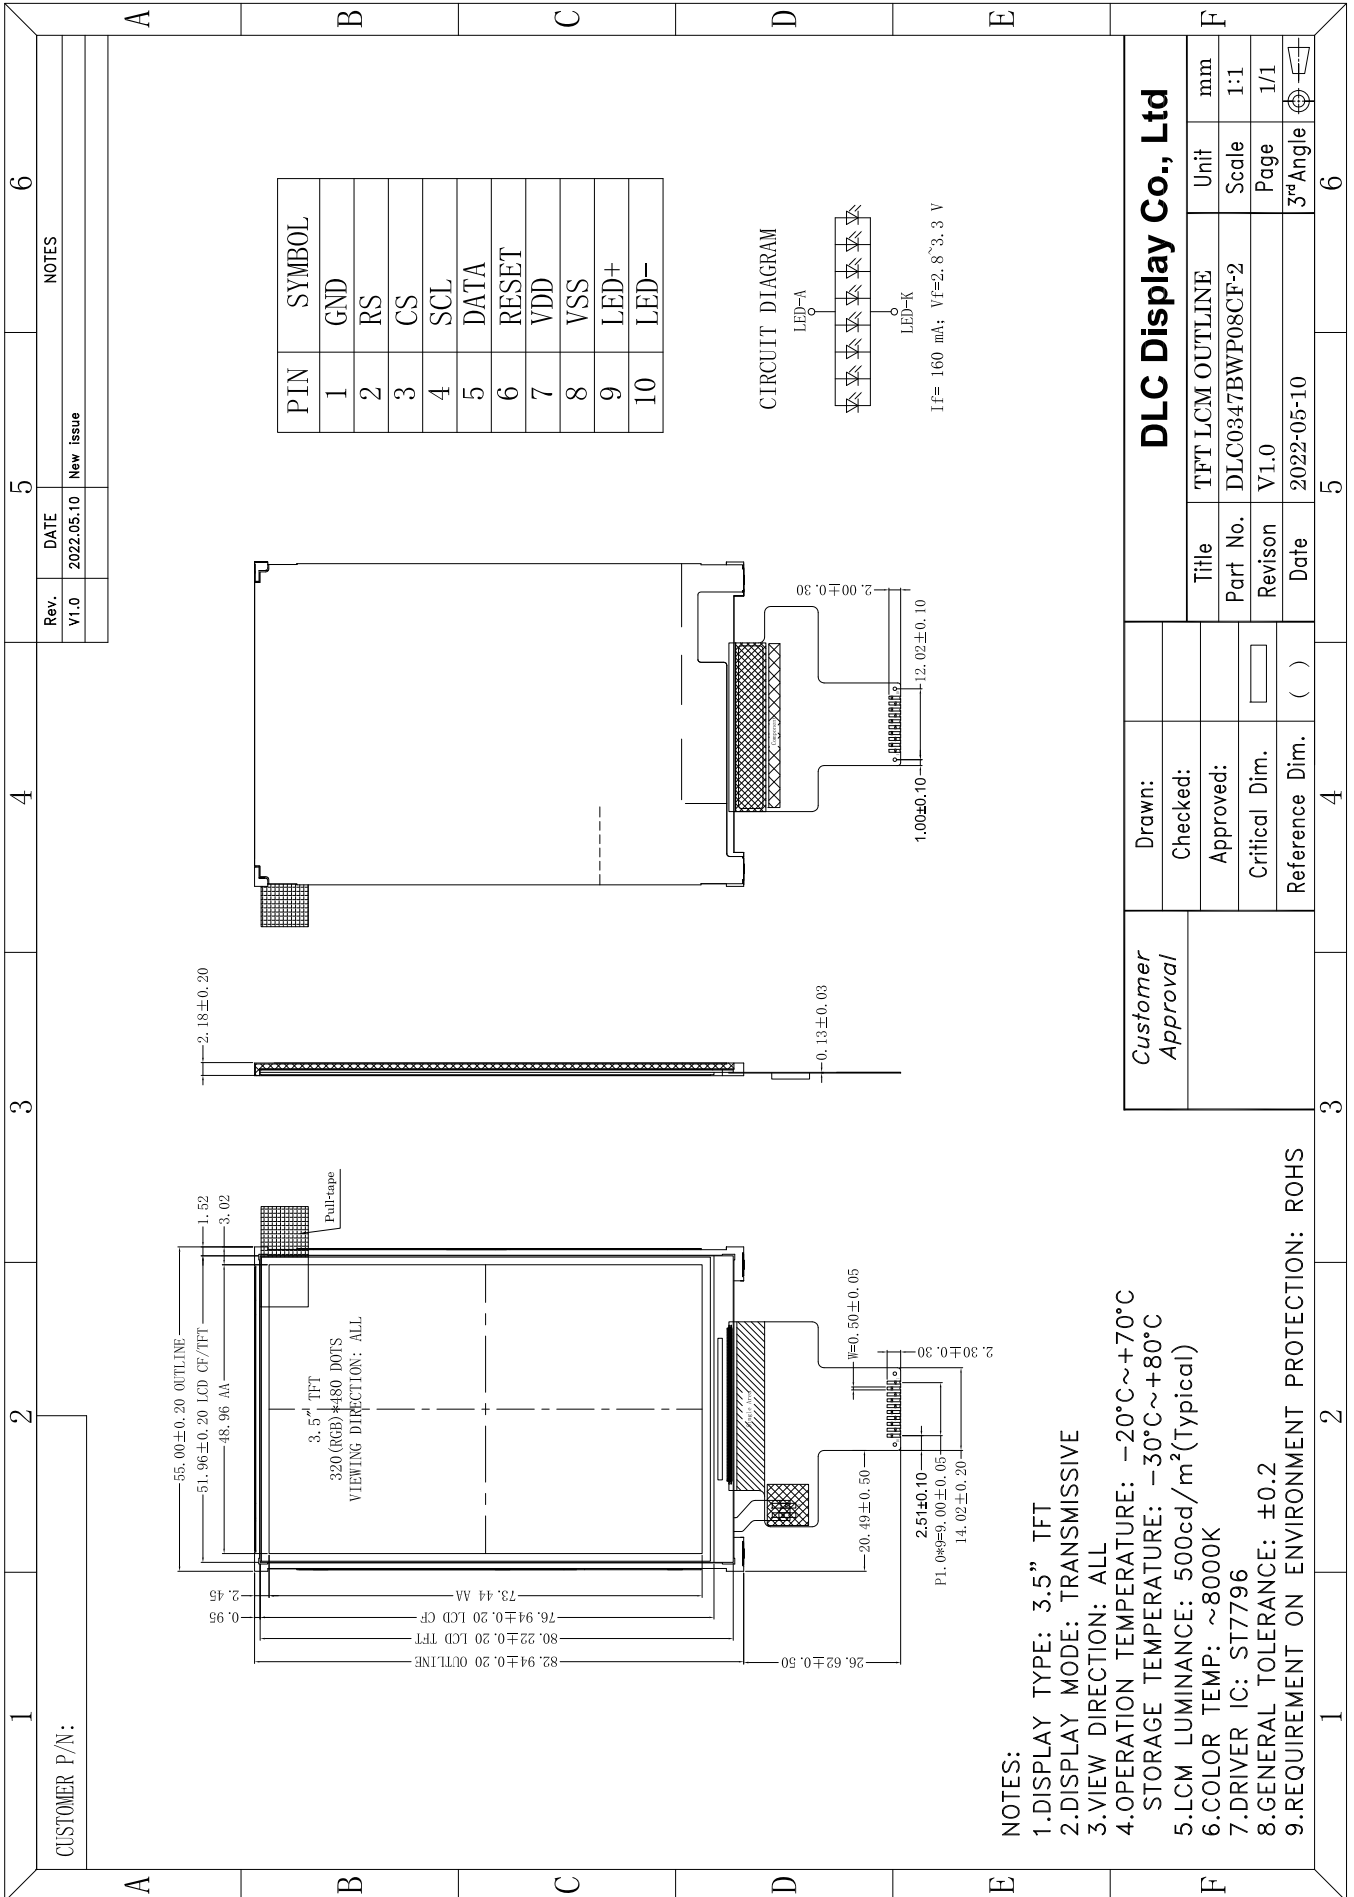 1 2 3 4 5 6
A
B
C
D
E
F
CUSTOMER P/N:
Rev. DATE NOTES
V1.0 2022.05.10 New issue
55.00±0.20 OUTLINE
51.96±0.20 LCD CF/TFT
48.96 AA
1.52
3.02
Pull-tape
3.5" TFT
320(RGB)*480 DOTS
VIEWING DIRECTION: ALL
2.45
0.95
73.44 AA
76.94±0.20 LCD CF
80.22±0.20 LCD TFT
82.94±0.20 OUTLINE
26.62±0.50
W=0.50±0.05
2.30±0.30
20.49±0.50
2.51±0.10
P1.0*9=9.00±0.05
14.02±0.20
2.18±0.20
0.13±0.03
Component
2.00±0.30
12.02±0.10
1.00±0.10
PIN SYMBOL
1 GND
2 RS
3 CS
4 SCL
5 DATA
6 RESET
7 VDD
8 VSS
9 LED+
10 LED-
CIRCUIT DIAGRAM
LED-A
LED-K
If= 160 mA; Vf=2.8~3.3 V
NOTES:
1.DISPLAY TYPE: 3.5" TFT
2.DISPLAY MODE: TRANSMISSIVE
3.VIEW DIRECTION: ALL
4.OPERATION TEMPERATURE: -20°C~+70°C
STORAGE TEMPERATURE: -30°C~+80°C
5.LCM LUMINANCE: 500cd/m²(Typical)
6.COLOR TEMP: ~8000K
7.DRIVER IC: ST7796
8.GENERAL TOLERANCE: ±0.2
9.REQUIREMENT ON ENVIRONMENT PROTECTION: ROHS
Customer
Approval
Drawn:
Checked:
Approved:
Critical Dim.
Reference Dim. ( )
DLC Display Co., Ltd
Title TFT LCM OUTLINE Unit mm
Part No. DLC0347BWP08CF-2 Scale 1:1
Revison V1.0 Page 1/1
Date 2022-05-10 3rd Angle
1 2 3 4 5 6
A
B
C
D
E
F